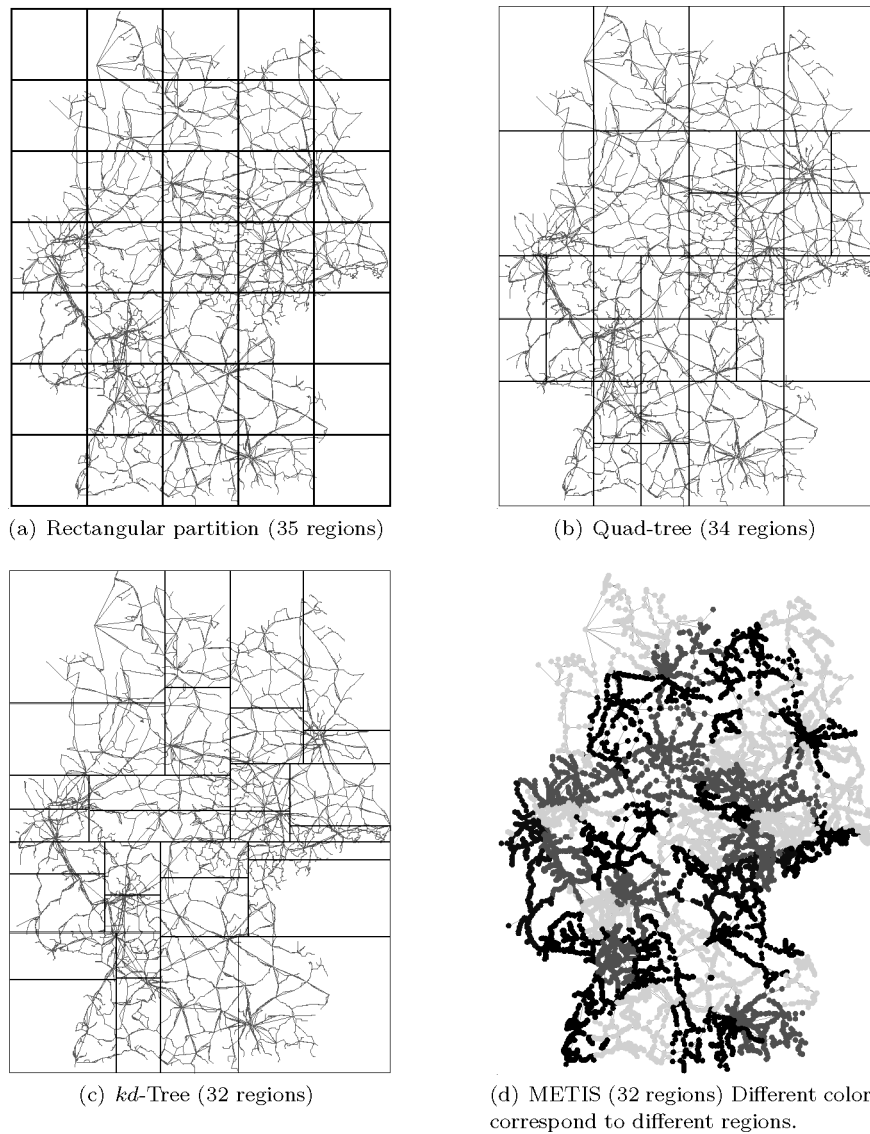 (a) Rectangular partition (35 regions)
(b) Quad-tree (34 regions)
(c) kd-Tree (32 regions)
(d) METIS (32 regions) Different color
correspond to different regions.